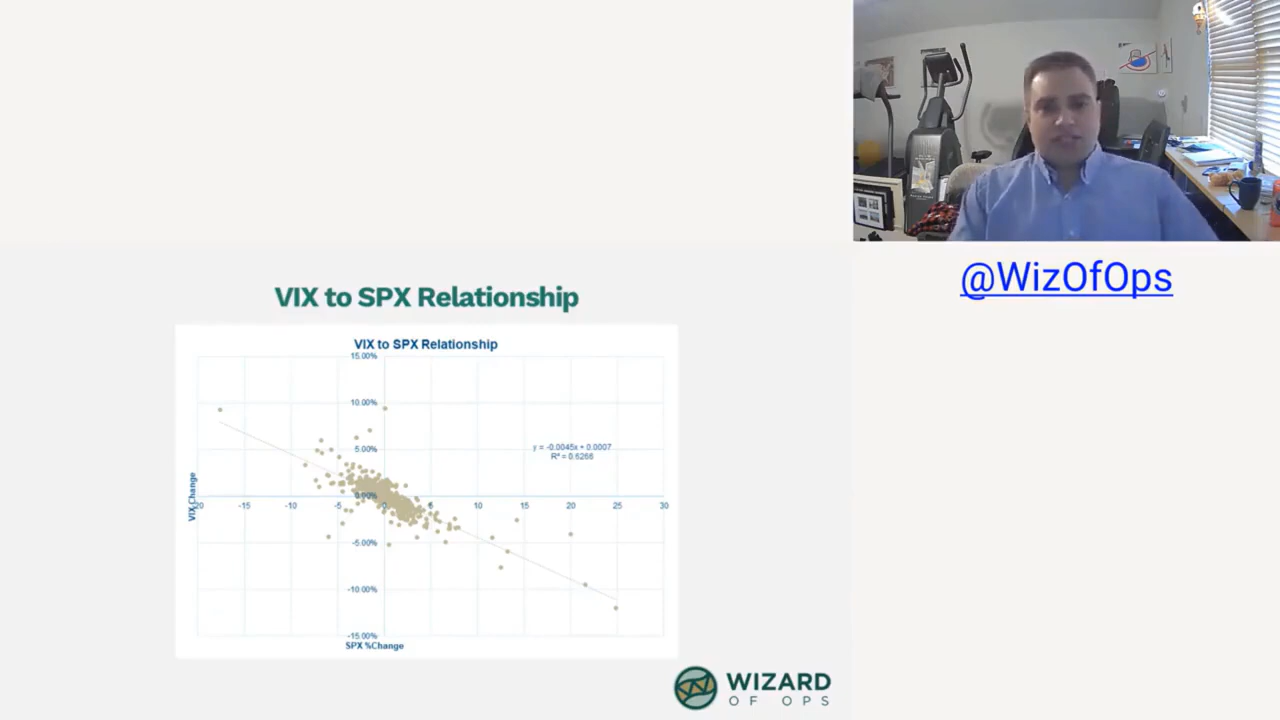 @WizOfOps
VIX to SPX Relationship
VIX to SPX Relationship
15.00%
10.00%
5.00%
0.00%
-5.00%
-10.00%
-15.00%
y = -0.0045x + 0.0007
R² = 0.6266
VIX Change
-20 -15 -10 -5 0 5 10 15 20 25 30
SPX %Change
WIZARD
OF OPS